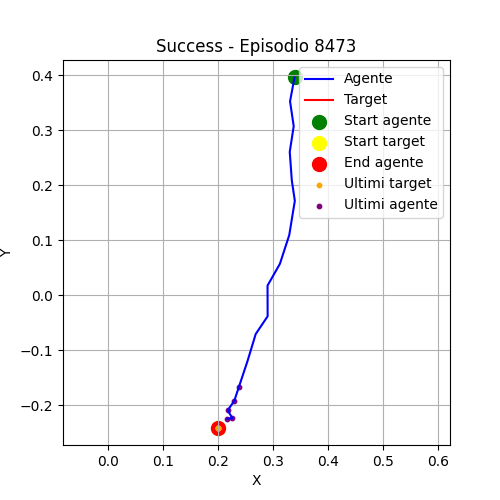 Success - Episodio 8473
Agente
Target
Start agente
Start target
End agente
Ultimi target
Ultimi agente
0.4
0.3
0.2
0.1
0.0
−0.1
−0.2
Y
0.0 0.1 0.2 0.3 0.4 0.5 0.6
X